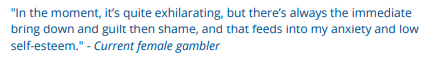 "In the moment, it’s quite exhilarating, but there’s always the immediate
bring down and guilt then shame, and that feeds into my anxiety and low
self-esteem." - Current female gambler